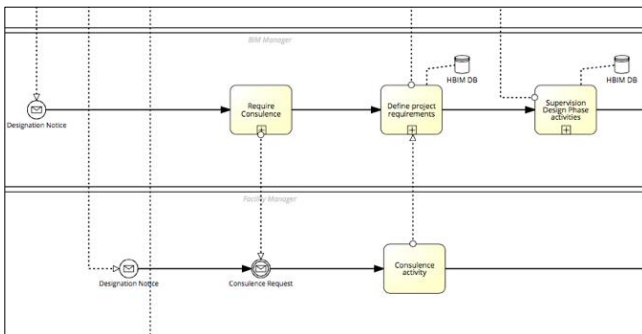 BIM Manager
HBIM DB
HBIM DB
Require
Consulence
Define project
requirements
Supervision
Design Phase
activities
Designation Notice
Facility Manager
Consulence
activity
Designation Notice
Consulence Request